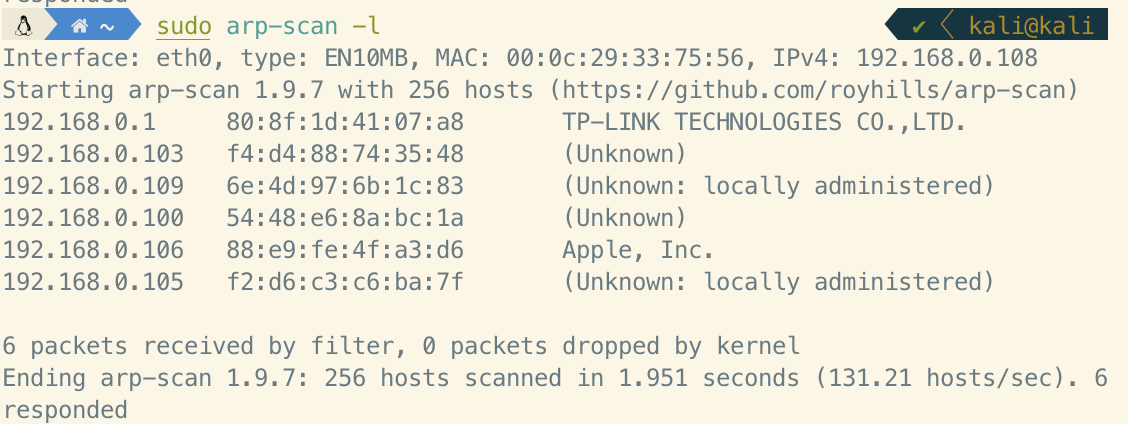 responded
~ sudo arp-scan -l ✔ kali@kali
Interface: eth0, type: EN10MB, MAC: 00:0c:29:33:75:56, IPv4: 192.168.0.108
Starting arp-scan 1.9.7 with 256 hosts (https://github.com/royhills/arp-scan)
192.168.0.1 80:8f:1d:41:07:a8 TP-LINK TECHNOLOGIES CO.,LTD.
192.168.0.103 f4:d4:88:74:35:48 (Unknown)
192.168.0.109 6e:4d:97:6b:1c:83 (Unknown: locally administered)
192.168.0.100 54:48:e6:8a:bc:1a (Unknown)
192.168.0.106 88:e9:fe:4f:a3:d6 Apple, Inc.
192.168.0.105 f2:d6:c3:c6:ba:7f (Unknown: locally administered)
6 packets received by filter, 0 packets dropped by kernel
Ending arp-scan 1.9.7: 256 hosts scanned in 1.951 seconds (131.21 hosts/sec). 6
responded